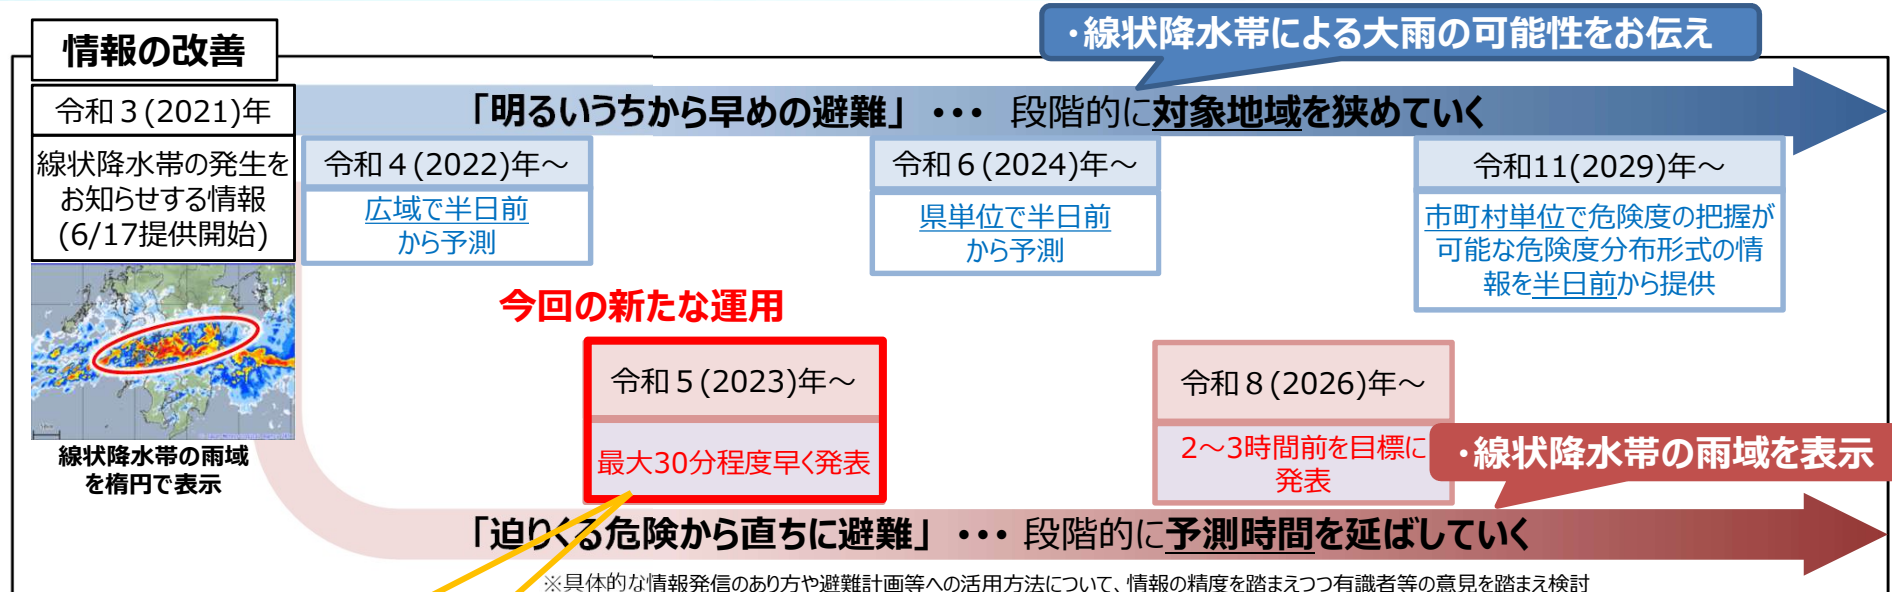 情報の改善
・線状降水帯による大雨の可能性をお伝え
令和3(2021)年
「明るいうちから早めの避難」・・・ 段階的に対象地域を狭めていく
線状降水帯の発生を
お知らせする情報
(6/17提供開始)
令和4(2022)年～
広域で半日前
から予測
令和6(2024)年～
県単位で半日前
から予測
令和11(2029)年～
市町村単位で危険度の把握が
可能な危険度分布形式の情
報を半日前から提供
線状降水帯の雨域
を楕円で表示
今回の新たな運用
令和5(2023)年～
最大30分程度早く発表
令和8(2026)年～
2～3時間前を目標に
発表
・線状降水帯の雨域を表示
「迫りくる危険から直ちに避難」・・・ 段階的に予測時間を延ばしていく
※具体的な情報発信のあり方や避難計画等への活用方法について、情報の精度を踏まえつつ有識者等の意見を踏まえ検討